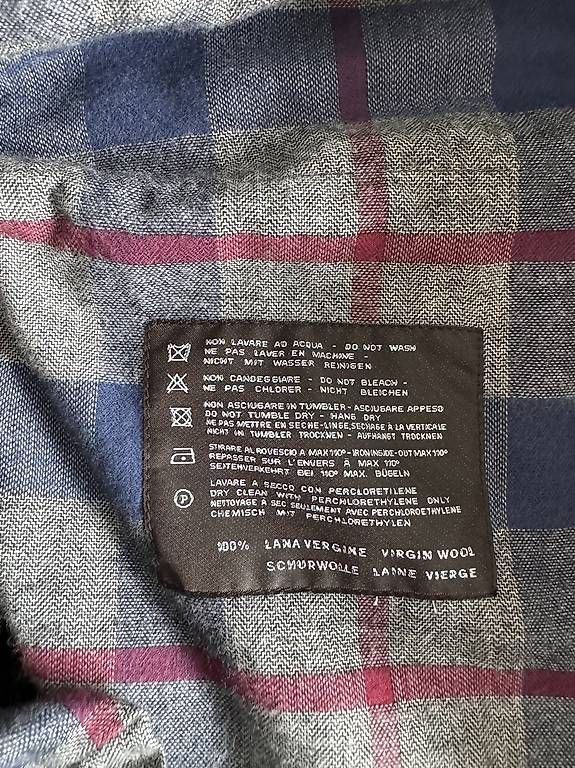 NON LAVARE AD ACQUA - DO NOT WASH
NE PAS LAVER EN MACHINE -
NICHT MIT WASSER REINIGEN
NON CANDEGGIARE - DO NOT BLEACH -
NE PAS CHLORER - NICHT BLEICHEN
NON ASCIUGARE IN TUMBLER - ASCIUGARE APPESO
DO NOT TUMBLE DRY - HANG DRY
NE PAS METTRE EN SECHE-LINGE, SECHAGE À LA VERTICALE
NICHT IN TUMBLER TROCKNEN - AUFHANGT TROCKNEN
STIRARE AL ROVESCIO A MAX 110° - IRON INSIDE-OUT MAX 110°
REPASSER SUR L'ENVERS À MAX 110°
SEITENVERKEHRT BEI 110° MAX. BÜGELN
P
LAVARE A SECCO CON PERCLORETILENE
DRY CLEAN WITH PERCHLORETHYLENE ONLY
NETTOYAGE À SEC SEULEMENT AVEC PERCHLOROETHYLENE
CHEMISCH MIT PERCHLORETHYLEN
100% LANA VERGINE VIRGIN WOOL
SCHURWOLLE LAINE VIERGE